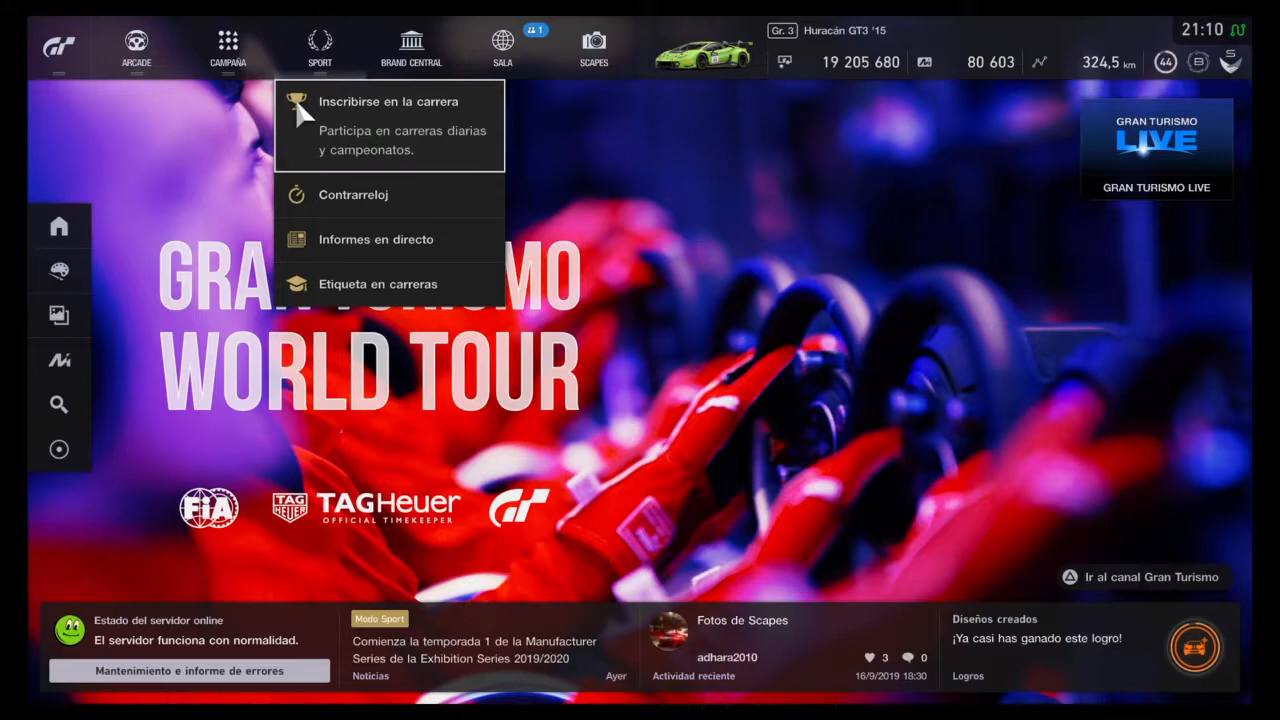 ARCADE
CAMPAÑA
SPORT
BRAND CENTRAL
SALA
1
SCAPES
Gr. 3 Huracán GT3 '15
21:10
19 205 680
80 603
324,5 km
44
B
S
Inscribirse en la carrera
Participa en carreras diarias
y campeonatos.
Contrarreloj
Informes en directo
Etiqueta en carreras
GRAN TURISMO
LIVE
GRAN TURISMO LIVE
GRAN TURISMO
WORLD TOUR
FiA
TAG
HEUER
TAGHeuer
OFFICIAL TIMEKEEPER
GT
Ir al canal Gran Turismo
Estado del servidor online
El servidor funciona con normalidad.
Mantenimiento e informe de errores
Modo Sport
Comienza la temporada 1 de la Manufacturer
Series de la Exhibition Series 2019/2020
Noticias
Ayer
Fotos de Scapes
adhara2010
3
0
Actividad reciente
16/9/2019 18:30
Diseños creados
¡Ya casi has ganado este logro!
Logros